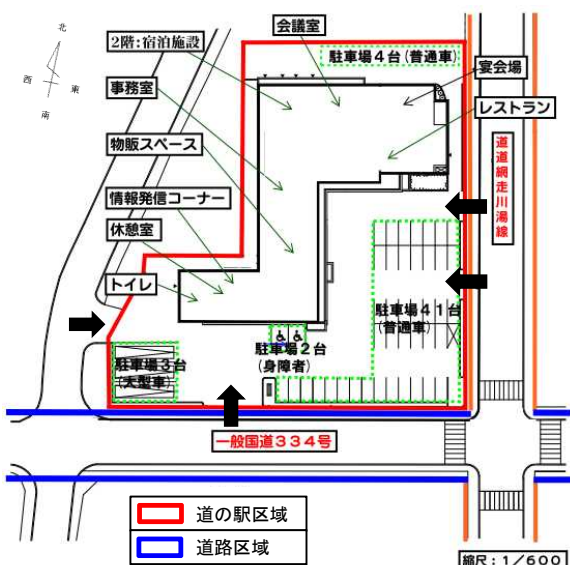 北
西
東
南
2階:宿泊施設
会議室
駐車場4台(普通車)
宴会場
事務室
レストラン
物販スペース
道道網走川湯線
情報発信コーナー
休憩室
トイレ
駐車場41台
(普通車)
駐車場2台
(身障者)
駐車場3台
(大型車)
一般国道334号
道の駅区域
道路区域
縮尺:1/600